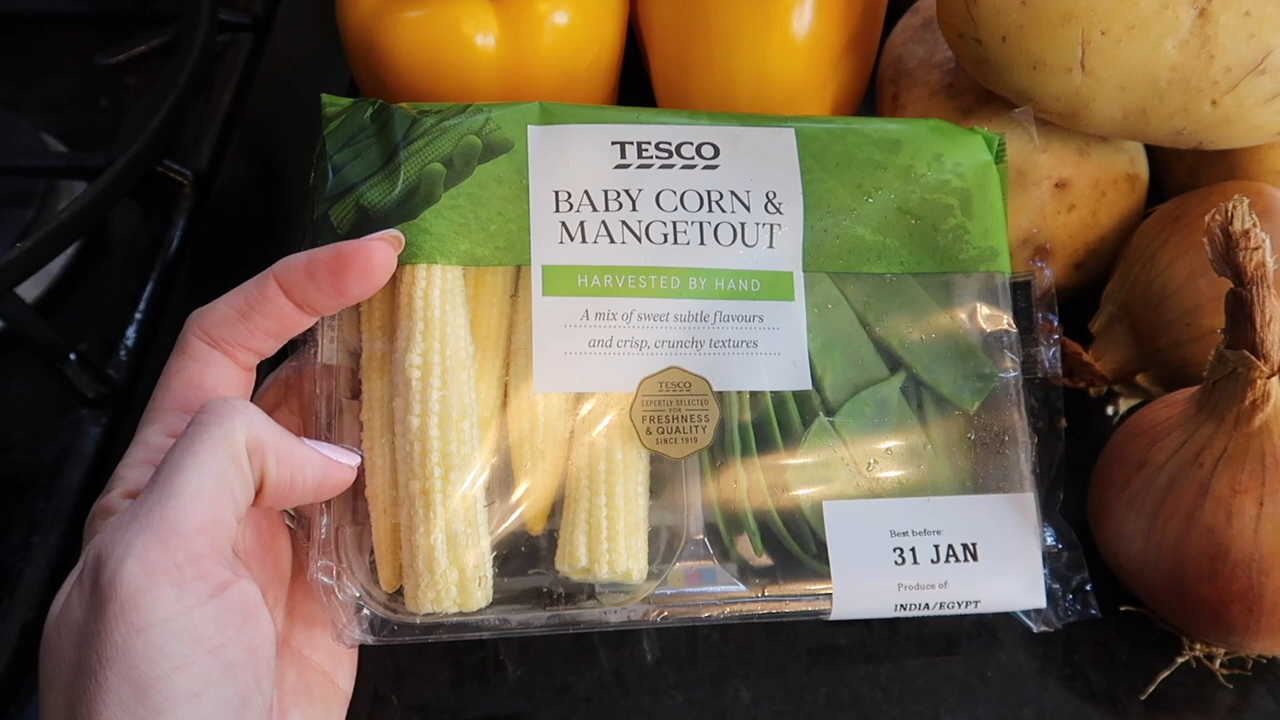 TESCO
BABY CORN &
MANGETOUT
HARVESTED BY HAND
A mix of sweet subtle flavours
and crisp, crunchy textures
TESCO
EXPERTLY SELECTED
FOR
FRESHNESS
& QUALITY
SINCE 1919
Best before:
31 JAN
Produce of:
INDIA/EGYPT